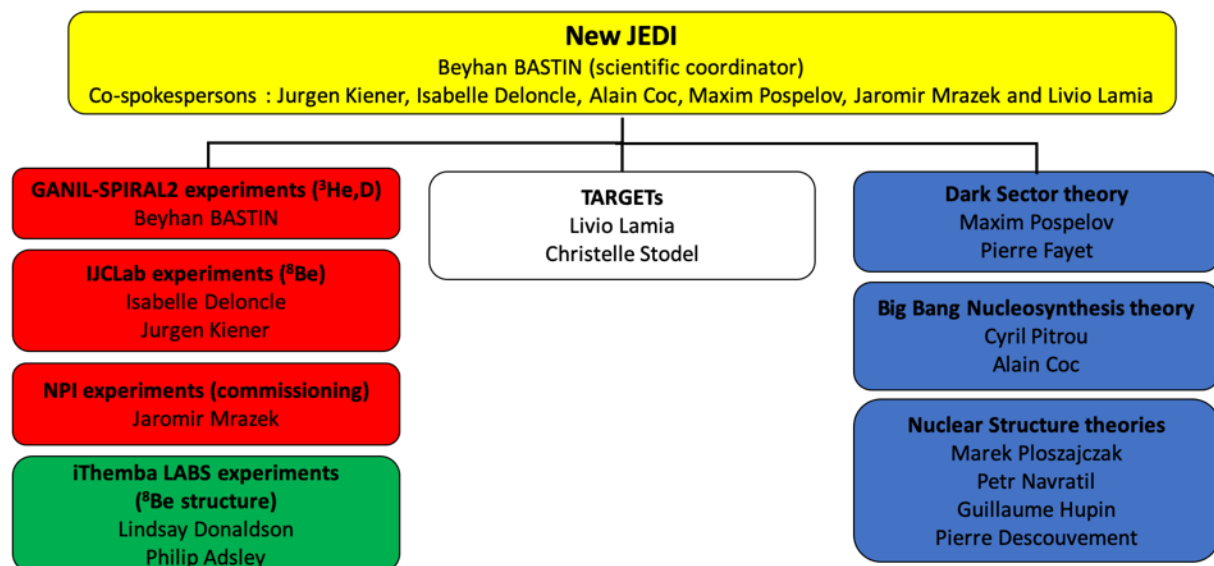 New JEDI
Beyhan BASTIN (scientific coordinator)
Co-spokespersons : Jurgen Kiener, Isabelle Deloncle, Alain Coc, Maxim Pospelov, Jaromir Mrazek and Livio Lamia
GANIL-SPIRAL2 experiments (³He,D)
Beyhan BASTIN
IJCLab experiments (⁸Be)
Isabelle Deloncle
Jurgen Kiener
NPI experiments (commissioning)
Jaromir Mrazek
iThemba LABS experiments
(⁸Be structure)
Lindsay Donaldson
Philip Adsley
TARGETs
Livio Lamia
Christelle Stodel
Dark Sector theory
Maxim Pospelov
Pierre Fayet
Big Bang Nucleosynthesis theory
Cyril Pitrou
Alain Coc
Nuclear Structure theories
Marek Ploszajczak
Petr Navratil
Guillaume Hupin
Pierre Descouvement